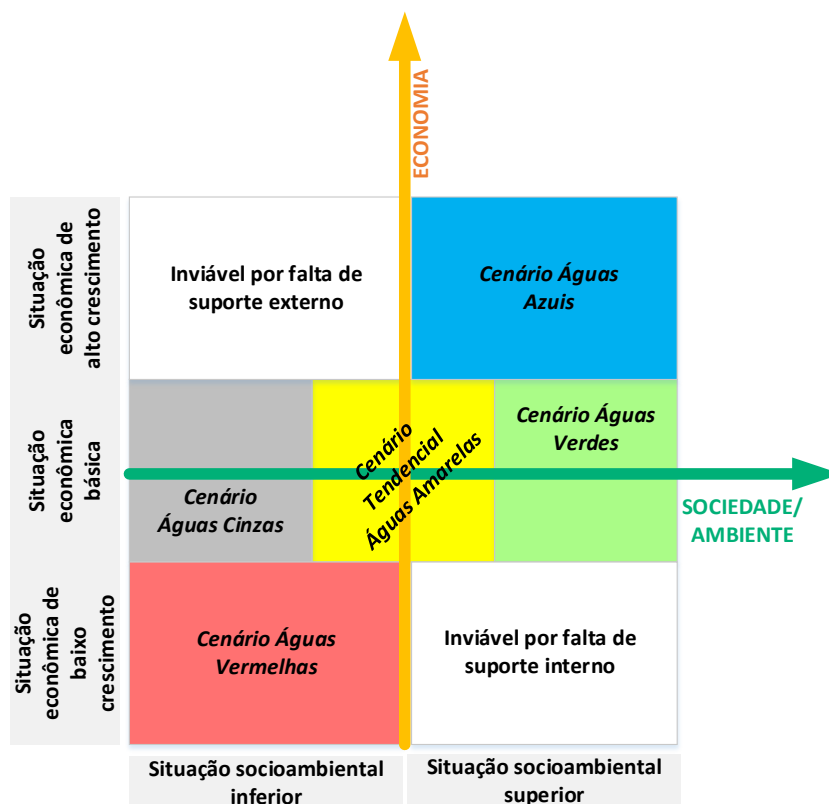 ECONOMIA
Situação
econômica de
alto crescimento
Inviável por falta de
suporte externo
Cenário Águas
Azuis
Situação
econômica
básica
Cenário
Águas Cinzas
Cenário
Tendencial
Águas Amarelas
Cenário Águas
Verdes
SOCIEDADE/
AMBIENTE
Situação
econômica de
baixo
crescimento
Cenário Águas
Vermelhas
Inviável por falta de
suporte interno
Situação socioambiental
inferior
Situação socioambiental
superior